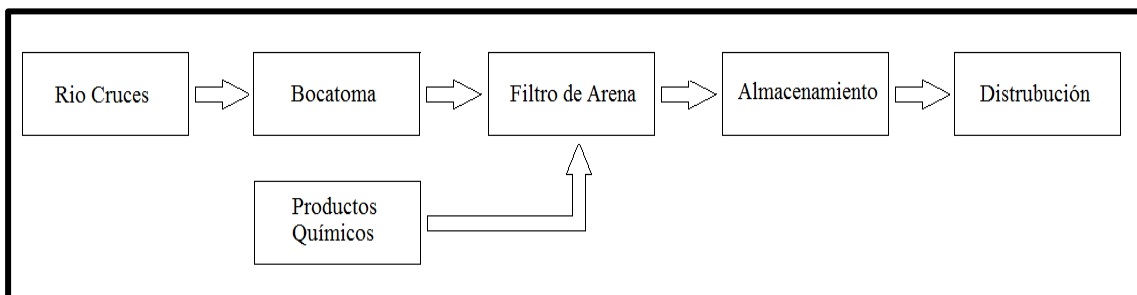 Rio Cruces
Bocatoma
Filtro de Arena
Almacenamiento
Distrubución
Productos
Químicos